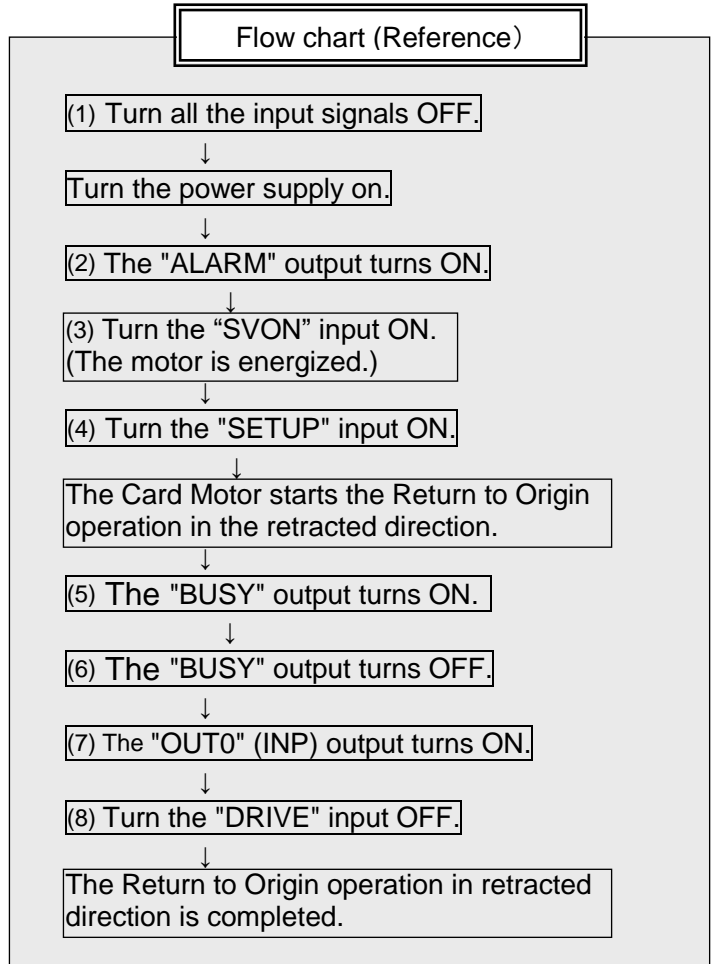 Flow chart (Reference）
(1) Turn all the input signals OFF.
↓
Turn the power supply on.
↓
(2) The "ALARM" output turns ON.
↓
(3) Turn the “SVON” input ON.
(The motor is energized.)
↓
(4) Turn the "SETUP" input ON.
↓
The Card Motor starts the Return to Origin
operation in the retracted direction.
↓
(5) The "BUSY" output turns ON.
↓
(6) The "BUSY" output turns OFF.
↓
(7) The "OUT0" (INP) output turns ON.
↓
(8) Turn the "DRIVE" input OFF.
↓
The Return to Origin operation in retracted
direction is completed.